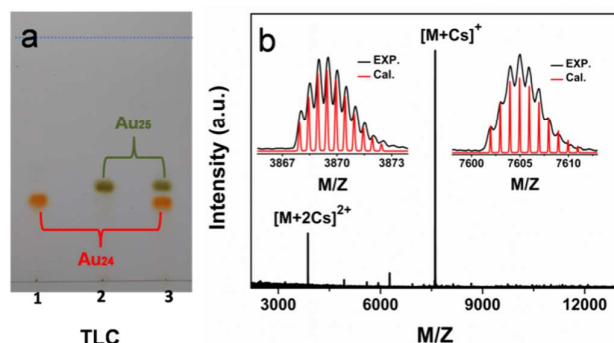 a
Au25
Au24
1 2 3
TLC
b
[M+Cs]+
EXP.
Cal.
3867 3870 3873
M/Z
EXP.
Cal.
7600 7605 7610
M/Z
[M+2Cs]2+
Intensity (a.u.)
3000 6000 9000 12000
M/Z